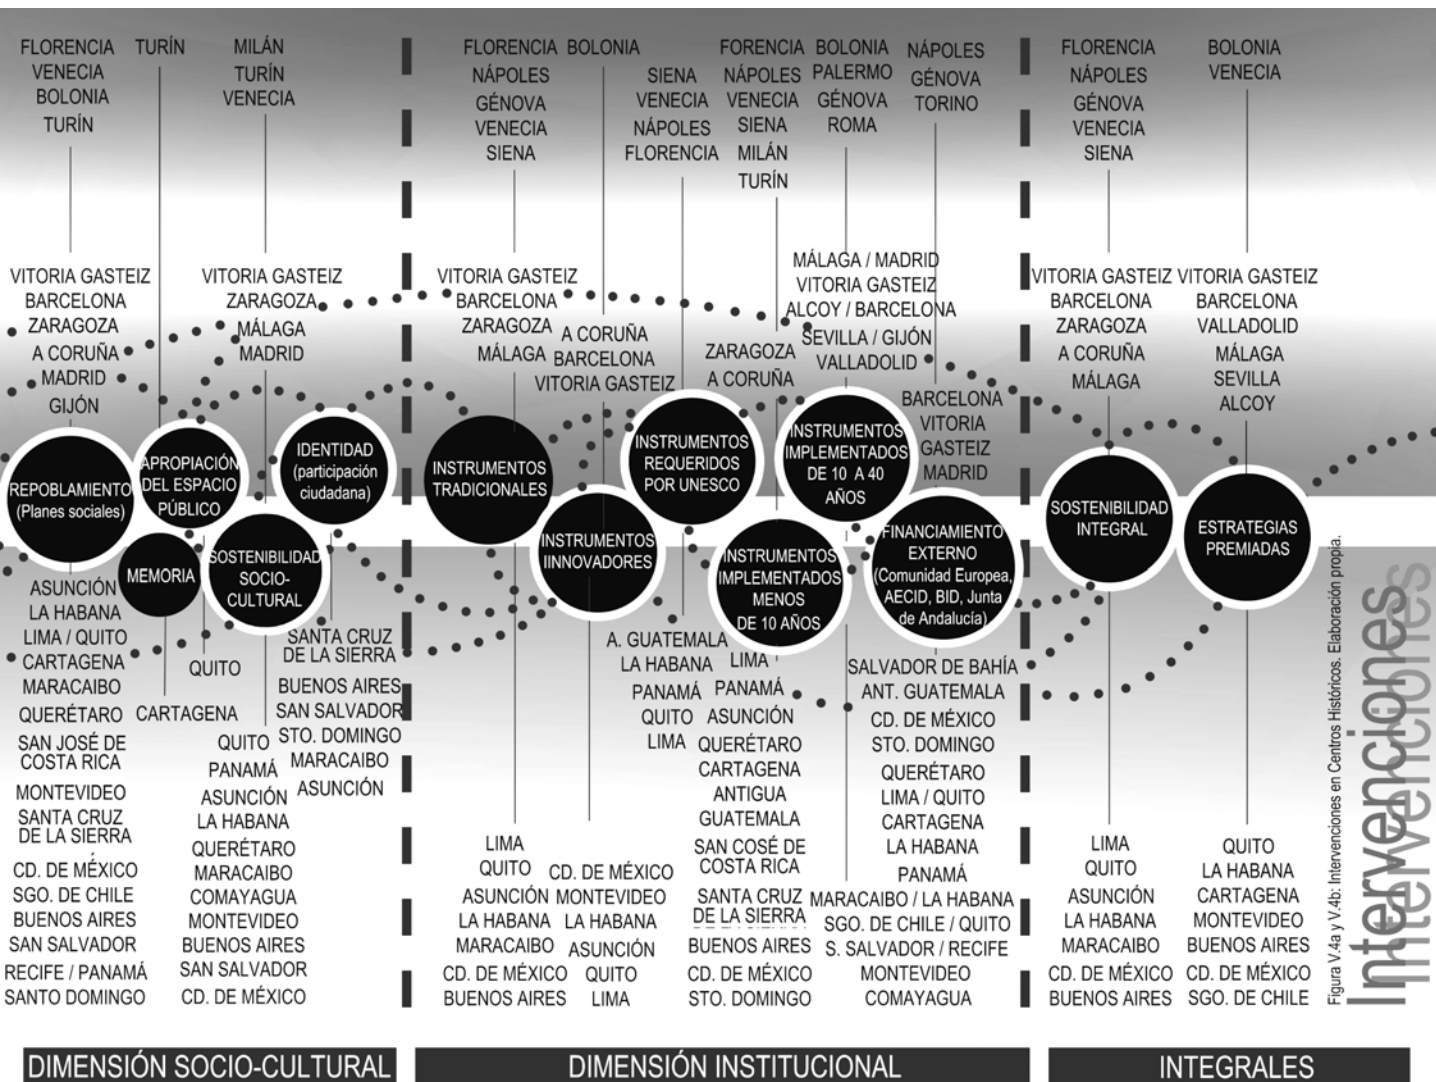 FLORENCIA
VENECIA
BOLONIA
TURÍN
VITORIA GASTEIZ
BARCELONA
ZARAGOZA
A CORUÑA
MADRID
GIJÓN
REPOBLAMIENTO
(Planes sociales)
ASUNCIÓN
LA HABANA
LIMA / QUITO
CARTAGENA
MARACAIBO
QUERÉTARO
SAN JOSÉ DE
COSTA RICA
MONTEVIDEO
SANTA CRUZ
DE LA SIERRA
CD. DE MÉXICO
SGO. DE CHILE
BUENOS AIRES
SAN SALVADOR
RECIFE / PANAMÁ
SANTO DOMINGO
TURÍN
APROPIACIÓN
DEL ESPACIO
PÚBLICO
QUITO
MEMORIA
CARTAGENA
MILÁN
TURÍN
VENECIA
VITORIA GASTEIZ
ZARAGOZA
MÁLAGA
MADRID
SOSTENIBILIDAD
SOCIO-
CULTURAL
QUITO
PANAMÁ
ASUNCIÓN
LA HABANA
QUERÉTARO
MARACAIBO
COMAYAGUA
MONTEVIDEO
BUENOS AIRES
SAN SALVADOR
CD. DE MÉXICO
IDENTIDAD
(participación
ciudadana)
SANTA CRUZ
DE LA SIERRA
BUENOS AIRES
SAN SALVADOR
STO. DOMINGO
MARACAIBO
ASUNCIÓN
DIMENSIÓN SOCIO-CULTURAL
FLORENCIA
NÁPOLES
GÉNOVA
VENECIA
SIENA
VITORIA GASTEIZ
BARCELONA
ZARAGOZA
MÁLAGA
INSTRUMENTOS
TRADICIONALES
LIMA
QUITO
ASUNCIÓN
LA HABANA
MARACAIBO
CD. DE MÉXICO
BUENOS AIRES
BOLONIA
A CORUÑA
BARCELONA
VITORIA GASTEIZ
INSTRUMENTOS
IINNOVADORES
CD. DE MÉXICO
MONTEVIDEO
LA HABANA
ASUNCIÓN
QUITO
LIMA
SIENA
VENECIA
NÁPOLES
FLORENCIA
INSTRUMENTOS
REQUERIDOS
POR UNESCO
A. GUATEMALA
LA HABANA
PANAMÁ
QUITO
LIMA
FORENCIA
NÁPOLES
VENECIA
SIENA
MILÁN
TURÍN
ZARAGOZA
A CORUÑA
INSTRUMENTOS
IMPLEMENTADOS
MENOS
DE 10 AÑOS
LIMA
PANAMÁ
ASUNCIÓN
QUERÉTARO
CARTAGENA
ANTIGUA
GUATEMALA
SAN COSÉ DE
COSTA RICA
SANTA CRUZ
DE LA SIERRA
BUENOS AIRES
CD. DE MÉXICO
STO. DOMINGO
BOLONIA
PALERMO
GÉNOVA
ROMA
MÁLAGA / MADRID
VITORIA GASTEIZ
ALCOY / BARCELONA
SEVILLA / GIJÓN
VALLADOLID
INSTRUMENTOS
IMPLEMENTADOS
DE 10 A 40
AÑOS
MARACAIBO / LA HABANA
SGO. DE CHILE / QUITO
S. SALVADOR / RECIFE
MONTEVIDEO
COMAYAGUA
NÁPOLES
GÉNOVA
TORINO
BARCELONA
VITORIA
GASTEIZ
MADRID
FINANCIAMIENTO
EXTERNO
(Comunidad Europea,
AECID, BID, Junta
de Andalucía)
SALVADOR DE BAHÍA
ANT. GUATEMALA
CD. DE MÉXICO
STO. DOMINGO
QUERÉTARO
LIMA / QUITO
CARTAGENA
LA HABANA
PANAMÁ
DIMENSIÓN INSTITUCIONAL
FLORENCIA
NÁPOLES
GÉNOVA
VENECIA
SIENA
VITORIA GASTEIZ
BARCELONA
ZARAGOZA
A CORUÑA
MÁLAGA
SOSTENIBILIDAD
INTEGRAL
LIMA
QUITO
ASUNCIÓN
LA HABANA
MARACAIBO
CD. DE MÉXICO
BUENOS AIRES
BOLONIA
VENECIA
VITORIA GASTEIZ
BARCELONA
VALLADOLID
MÁLAGA
SEVILLA
ALCOY
ESTRATEGIAS
PREMIADAS
QUITO
LA HABANA
CARTAGENA
MONTEVIDEO
BUENOS AIRES
CD. DE MÉXICO
SGO. DE CHILE
INTEGRALES
Figura V.4a y V.4b: Intervenciones en Centros Históricos. Elaboración propia.
Intervenciones
Intervenciones